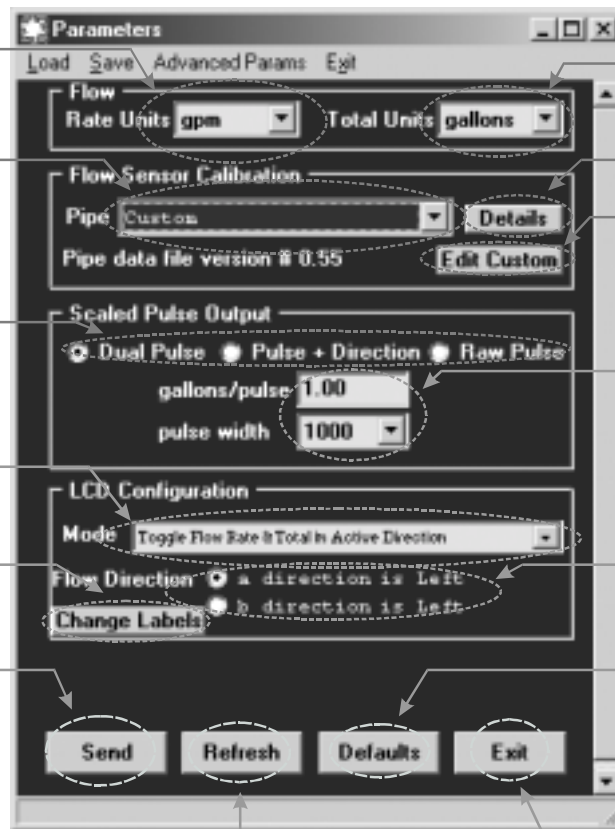 Parameters
Load Save Advanced Params Exit
Flow
Rate Units gpm Total Units gallons
Flow Sensor Calibration
Pipe Custom Details
Pipe data file version # 0.55 Edit Custom
Scaled Pulse Output
Dual Pulse Pulse + Direction Raw Pulse
gallons/pulse 1.00
pulse width 1000
LCD Configuration
Mode Toggle Flow Rate & Total in Active Direction
Flow Direction a direction is Left
b direction is Left
Change Labels
Send Refresh Defaults Exit